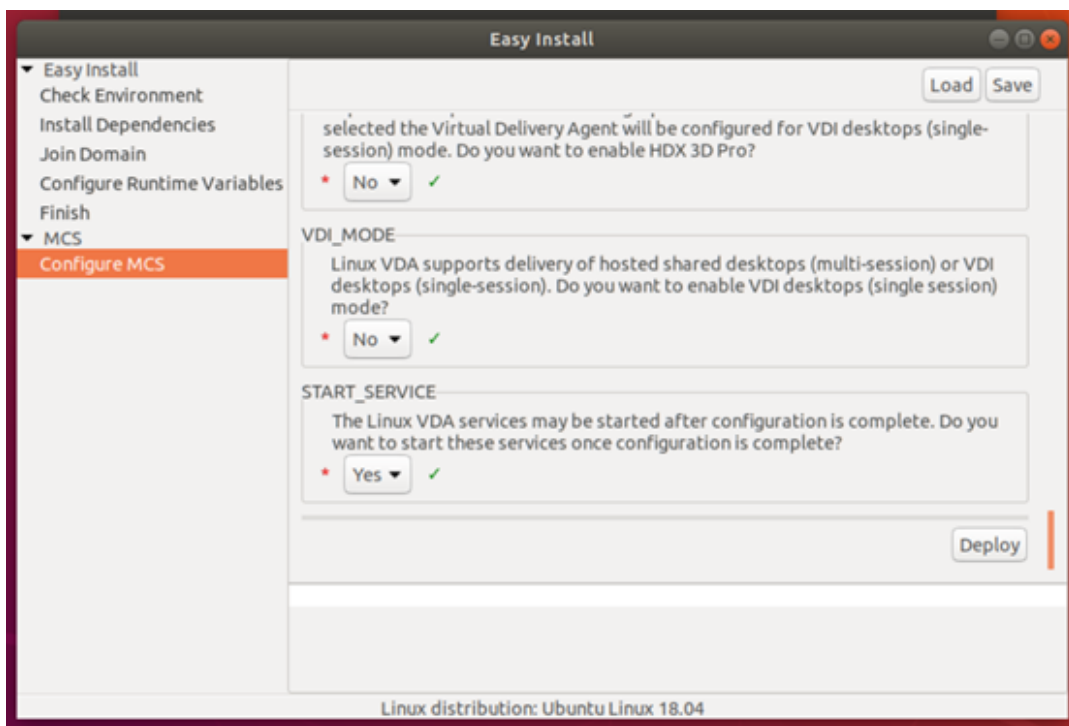 Easy Install
Easy Install
Check Environment
Install Dependencies
Join Domain
Configure Runtime Variables
Finish
MCS
Configure MCS
Load
Save
selected the Virtual Delivery Agent will be configured for VDI desktops (single-
session) mode. Do you want to enable HDX 3D Pro?
* No ✓
VDI_MODE
Linux VDA supports delivery of hosted shared desktops (multi-session) or VDI
desktops (single-session). Do you want to enable VDI desktops (single session)
mode?
* No ✓
START_SERVICE
The Linux VDA services may be started after configuration is complete. Do you
want to start these services once configuration is complete?
* Yes ✓
Deploy
Linux distribution: Ubuntu Linux 18.04